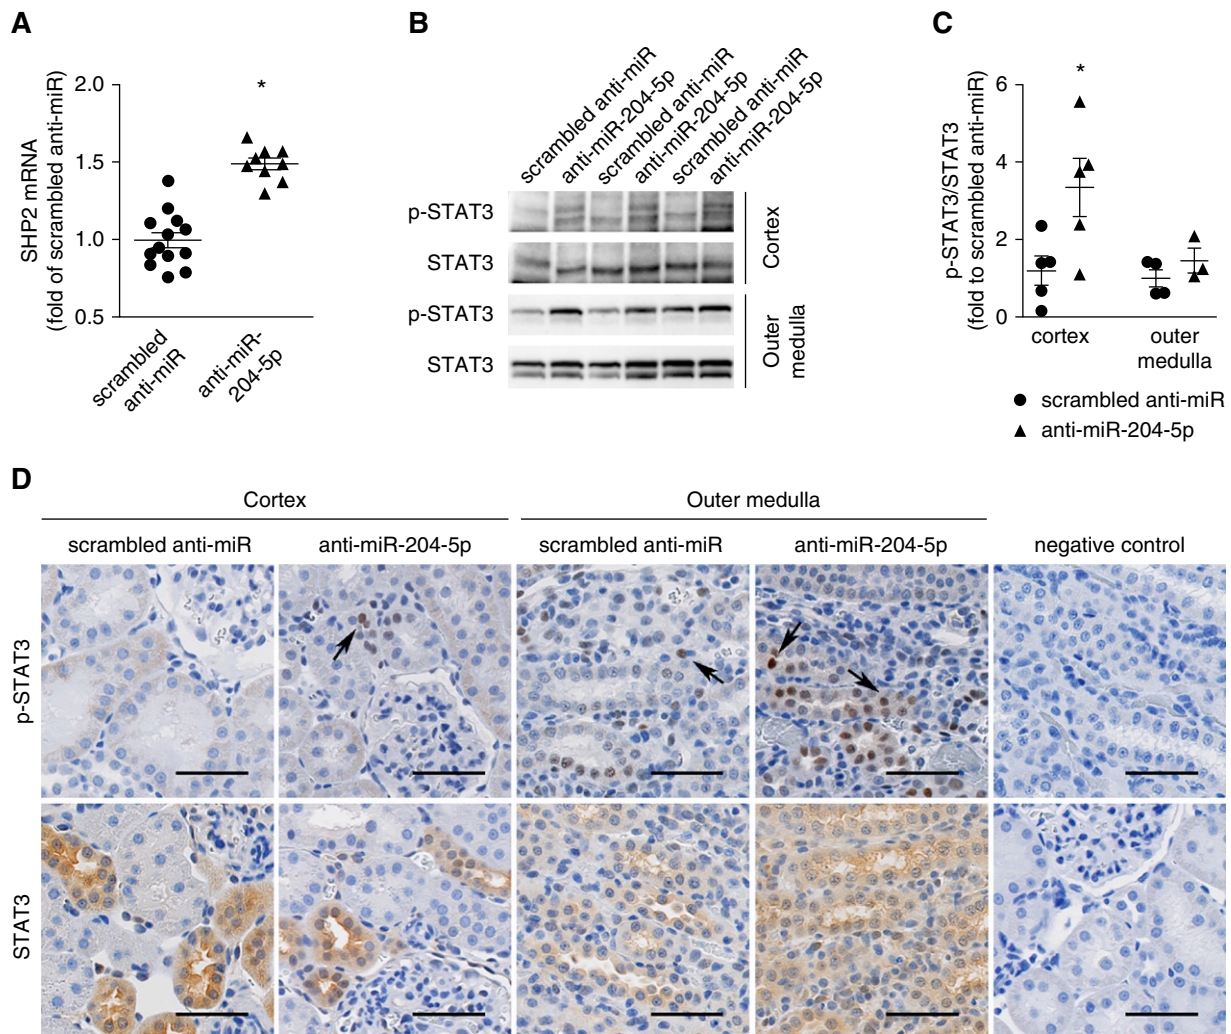 A
SHP2 mRNA
(fold of scrambled anti-miR)
2.0
1.5
1.0
0.5
*
scrambled
anti-miR
anti-miR-
204-5p
B
scrambled anti-miR
anti-miR-204-5p
scrambled anti-miR
anti-miR-204-5p
scrambled anti-miR
anti-miR-204-5p
p-STAT3
STAT3
Cortex
p-STAT3
STAT3
Outer
medulla
C
p-STAT3/STAT3
(fold to scrambled anti-miR)
6
4
2
0
*
cortex
outer
medulla
scrambled anti-miR
anti-miR-204-5p
D
Cortex
Outer medulla
scrambled anti-miR
anti-miR-204-5p
scrambled anti-miR
anti-miR-204-5p
negative control
p-STAT3
STAT3